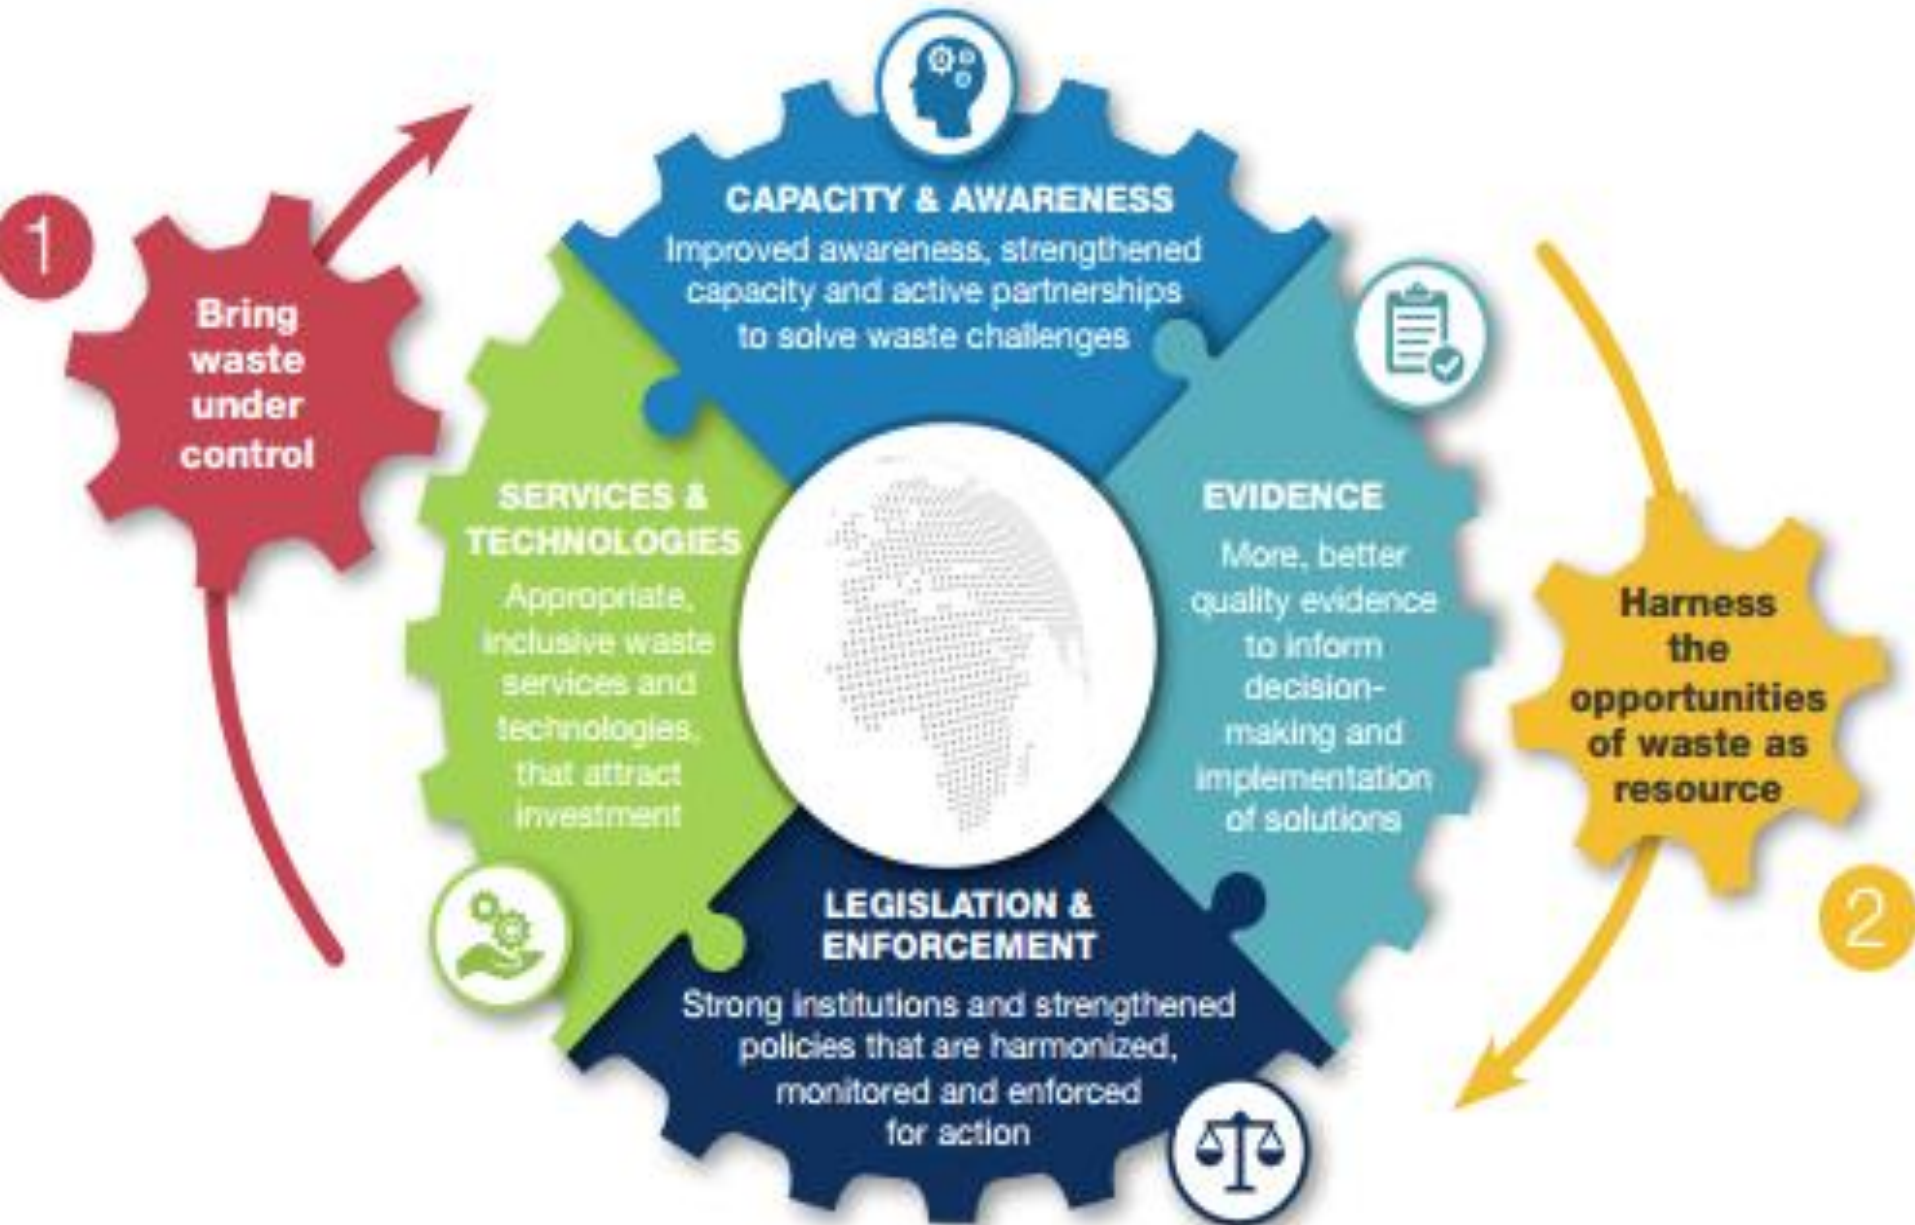 1
Bring
waste
under
control
CAPACITY & AWARENESS
Improved awareness, strengthened
capacity and active partnerships
to solve waste challenges
SERVICES &
TECHNOLOGIES
Appropriate,
inclusive waste
services and
technologies,
that attract
investment
EVIDENCE
More, better
quality evidence
to inform
decision-
making and
implementation
of solutions
LEGISLATION &
ENFORCEMENT
Strong institutions and strengthened
policies that are harmonized,
monitored and enforced
for action
Harness
the
opportunities
of waste as
resource
2